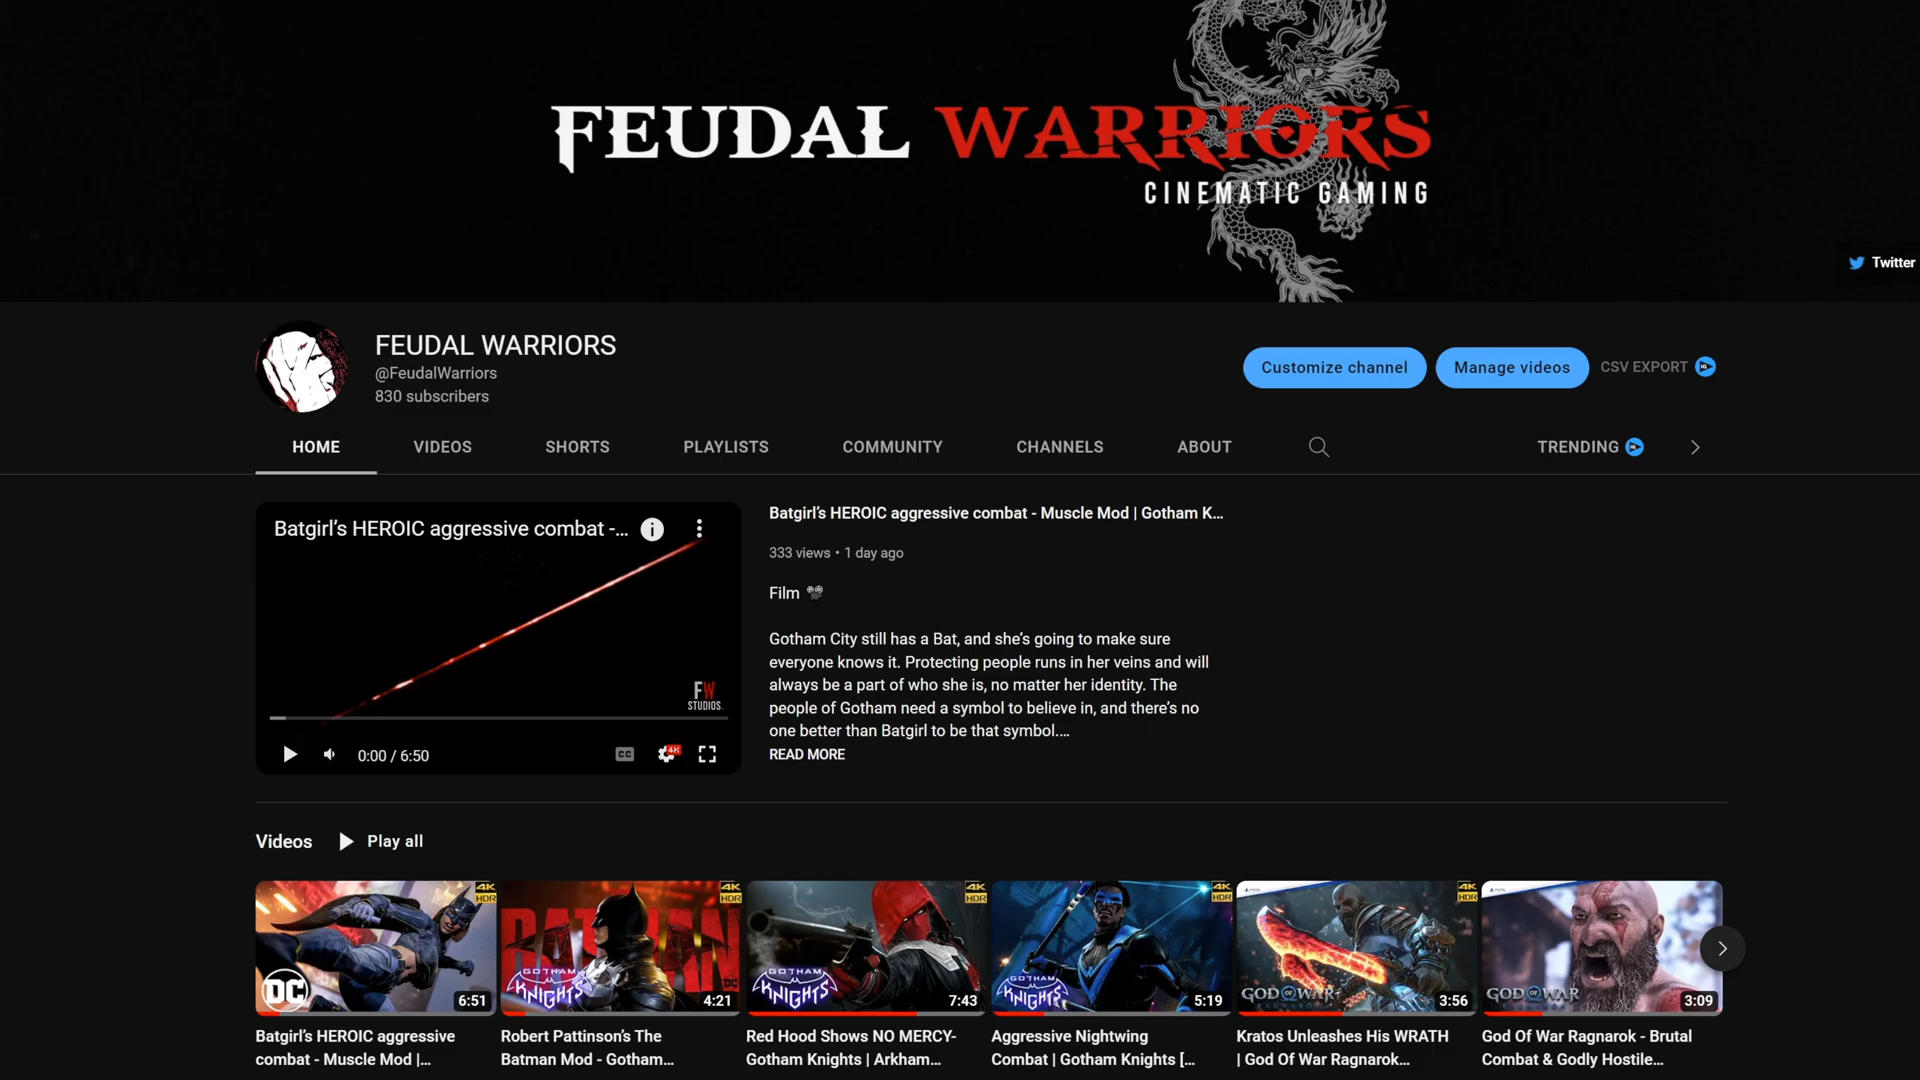 FEUDAL WARRIORS
CINEMATIC GAMING
Twitter
FEUDAL WARRIORS
@FeudalWarriors
830 subscribers
Customize channel
Manage videos
CSV EXPORT
HOME
VIDEOS
SHORTS
PLAYLISTS
COMMUNITY
CHANNELS
ABOUT
TRENDING
Batgirl’s HEROIC aggressive combat -...
FW
STUDIOS
0:00 / 6:50
CC
4K
Batgirl’s HEROIC aggressive combat - Muscle Mod | Gotham K...
333 views • 1 day ago
Film 📽
Gotham City still has a Bat, and she’s going to make sure
everyone knows it. Protecting people runs in her veins and will
always be a part of who she is, no matter her identity. The
people of Gotham need a symbol to believe in, and there’s no
one better than Batgirl to be that symbol....
READ MORE
Videos
Play all
4K
HDR
DC
6:51
Batgirl’s HEROIC aggressive
combat - Muscle Mod |...
4K
HDR
BATMAN
GOTHAM
KNIGHTS
DC
4:21
Robert Pattinson’s The
Batman Mod - Gotham...
4K
HDR
GOTHAM
KNIGHTS
7:43
Red Hood Shows NO MERCY-
Gotham Knights | Arkham...
4K
HDR
GOTHAM
KNIGHTS
5:19
Aggressive Nightwing
Combat | Gotham Knights [...
4K
HDR
GOD OF WAR
RAGNAROK
3:56
Kratos Unleashes His WRATH
| God Of War Ragnarok...
GOD OF WAR
3:09
God Of War Ragnarok - Brutal
Combat & Godly Hostile...